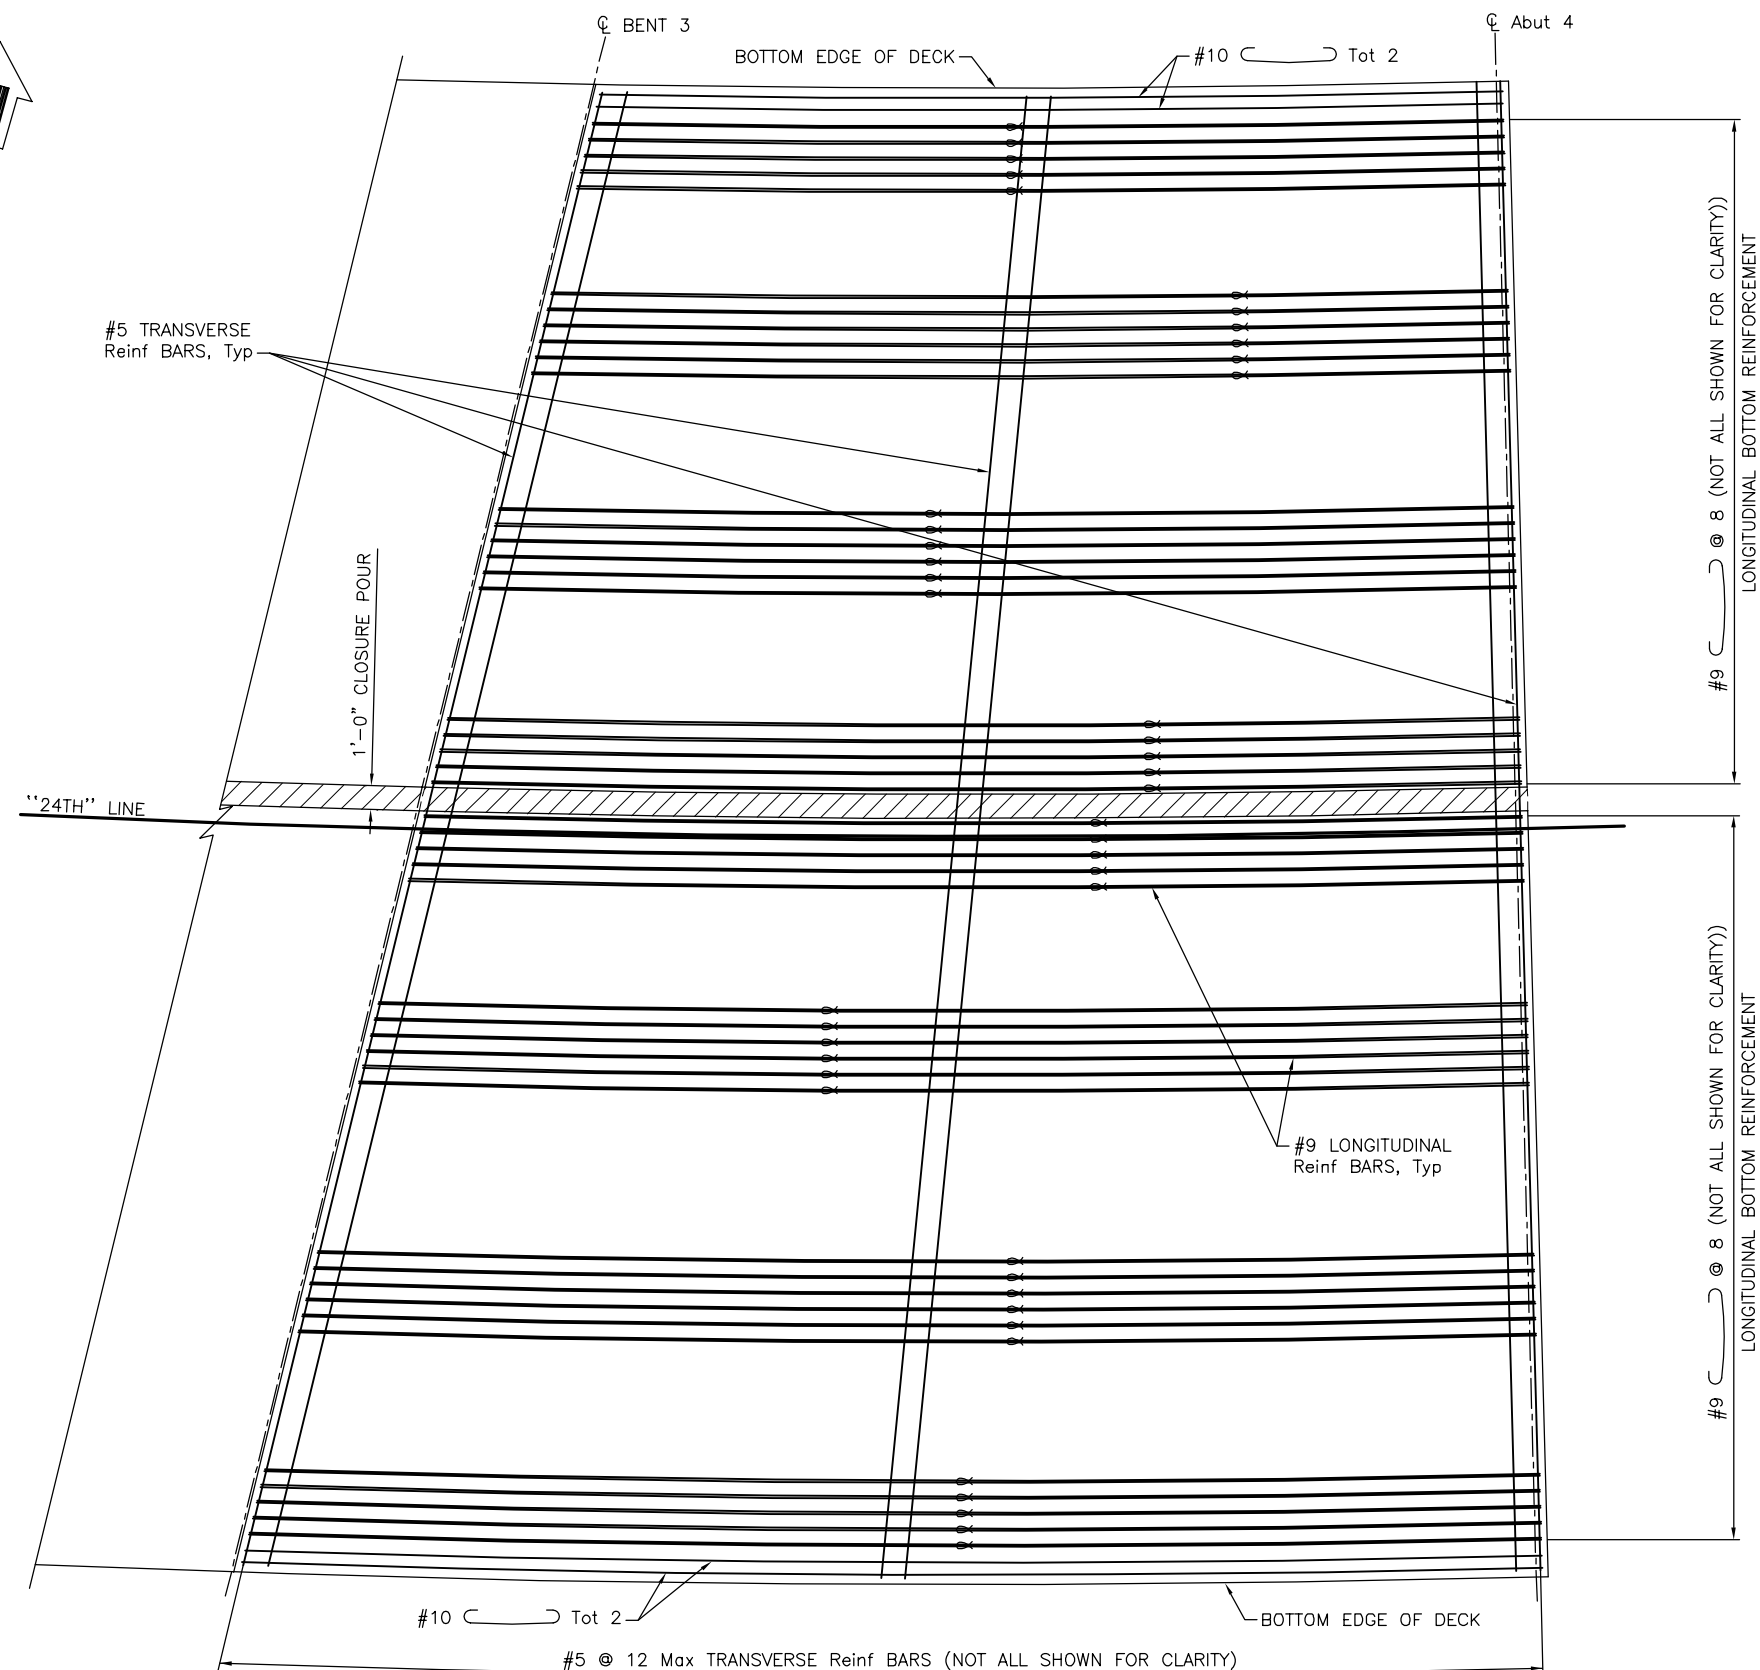 ℄ BENT 3
℄ Abut 4
BOTTOM EDGE OF DECK
#10 Tot 2
#5 TRANSVERSE
Reinf BARS, Typ
#9 @ 8 (NOT ALL SHOWN FOR CLARITY))
LONGITUDINAL BOTTOM REINFORCEMENT
1'-0" CLOSURE POUR
''24TH'' LINE
#9 LONGITUDINAL
Reinf BARS, Typ
#9 @ 8 (NOT ALL SHOWN FOR CLARITY))
LONGITUDINAL BOTTOM REINFORCEMENT
#10 Tot 2
BOTTOM EDGE OF DECK
#5 @ 12 Max TRANSVERSE Reinf BARS (NOT ALL SHOWN FOR CLARITY)